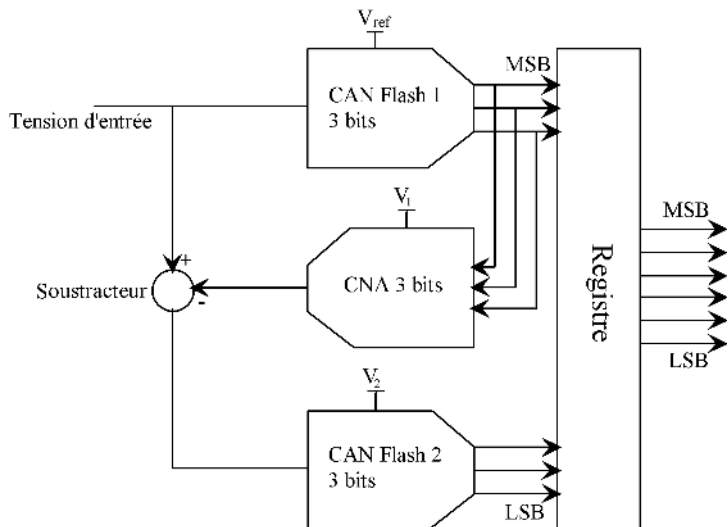 Vref
CAN Flash 1
3 bits
MSB
Tension d'entrée
V1
CNA 3 bits
+
Soustracteur
-
Registre
MSB
LSB
V2
CAN Flash 2
3 bits
LSB